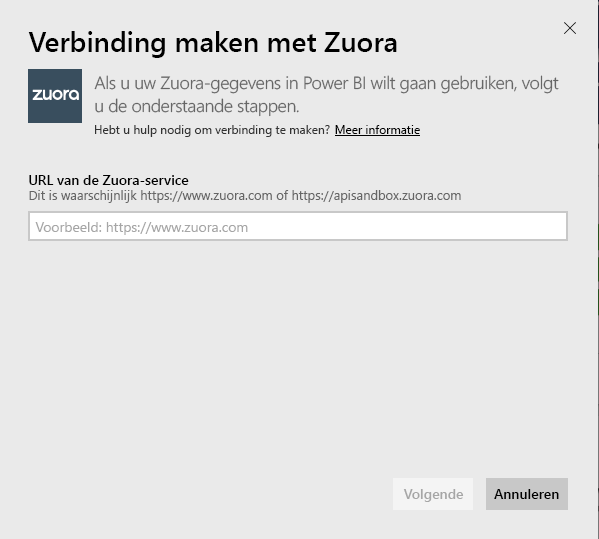 Verbinding maken met Zuora
zuora
Als u uw Zuora-gegevens in Power BI wilt gaan gebruiken, volgt
u de onderstaande stappen.
Hebt u hulp nodig om verbinding te maken? Meer informatie
URL van de Zuora-service
Dit is waarschijnlijk https://www.zuora.com of https://apisandbox.zuora.com
Voorbeeld: https://www.zuora.com
Volgende Annuleren